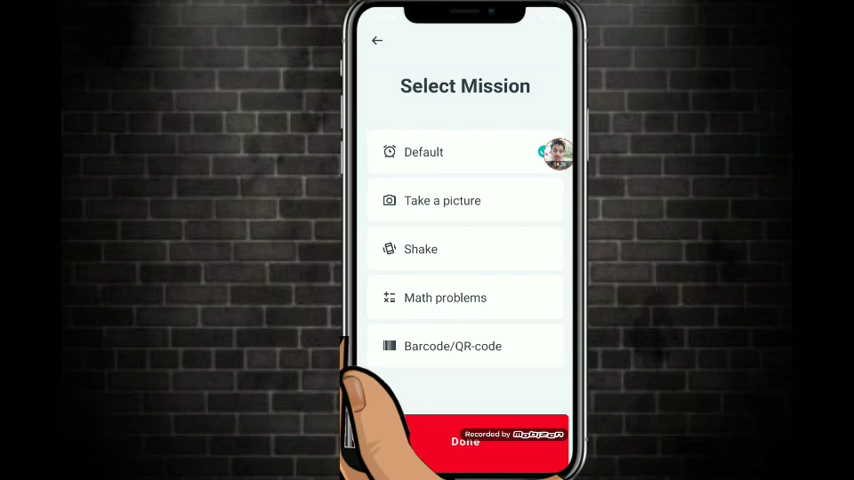 Select Mission
Default
Take a picture
Shake
Math problems
Barcode/QR-code
Recorded by Mobizen
Done